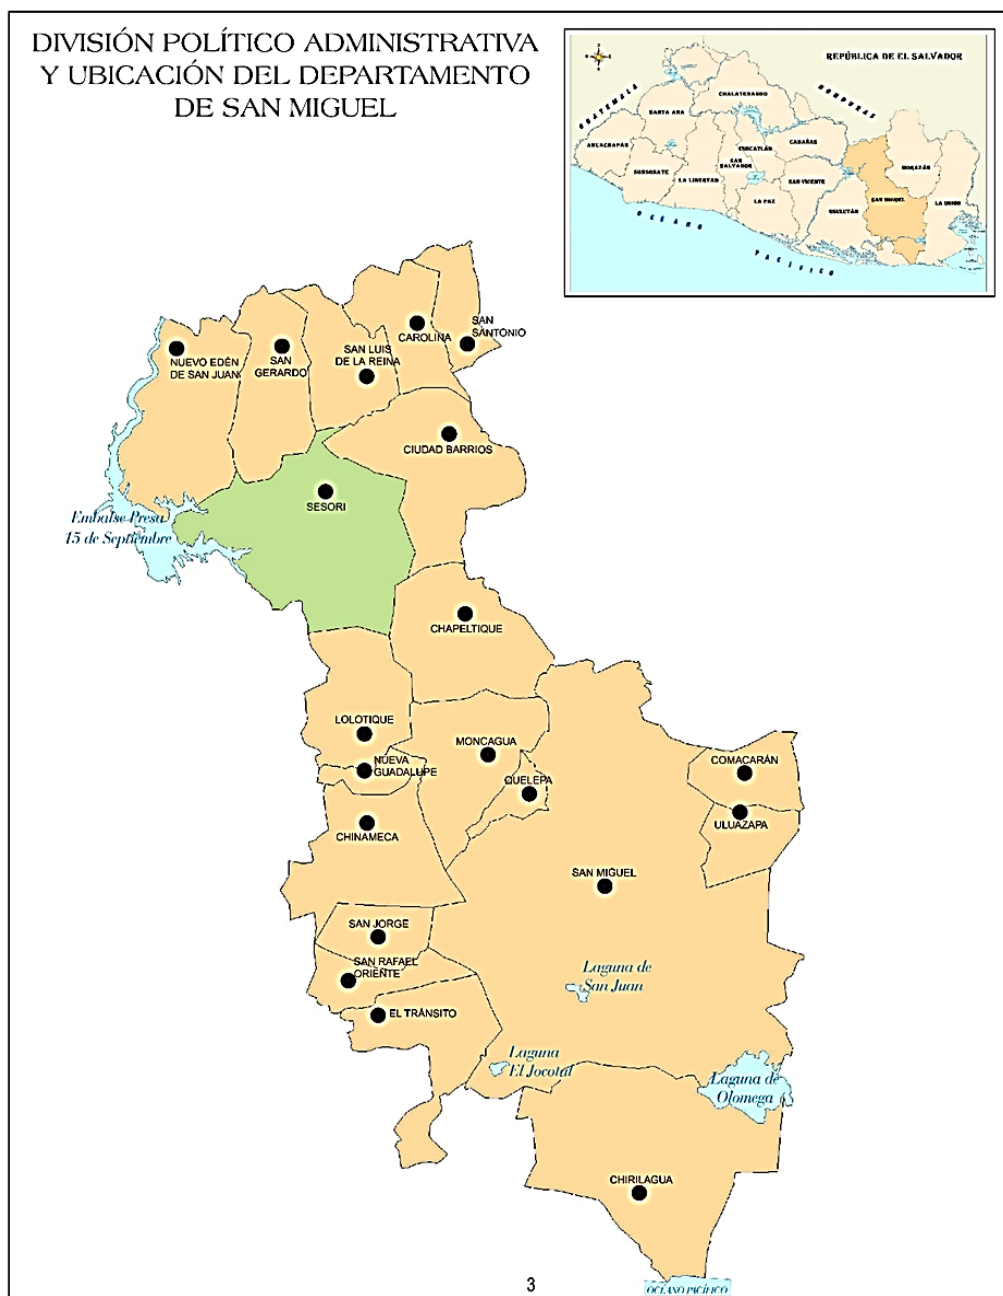 DIVISIÓN POLÍTICO ADMINISTRATIVA
Y UBICACIÓN DEL DEPARTAMENTO
DE SAN MIGUEL
REPÚBLICA DE EL SALVADOR
GUATEMALA
HONDURAS
CHALATENANGO
SANTA ANA
AHUACHAPÁN
SONSONATE
LA LIBERTAD
SAN
SALVADOR
CUSCATLÁN
CABAÑAS
SAN VICENTE
LA PAZ
USULUTÁN
SAN MIGUEL
MORAZÁN
LA UNION
OCÉANO
PACÍFICO
NUEVO EDÉN
DE SAN JUAN
SAN
GERARDO
SAN LUIS
DE LA REINA
CAROLINA
SAN
SANTONIO
CIUDAD BARRIOS
SESORI
Embalse Presa
15 de Septiembre
CHAPELTIQUE
LOLOTIQUE
NUEVA
GUADALUPE
MONCAGUA
QUELEPA
COMACARÁN
ULUAZAPA
CHINAMECA
SAN MIGUEL
SAN JORGE
SAN RAFAEL
ORIENTE
EL TRÁNSITO
Laguna de
San Juan
Laguna
El Jocotal
Laguna de
Olomega
CHIRILAGUA
OCÉANO PACÍFICO
3